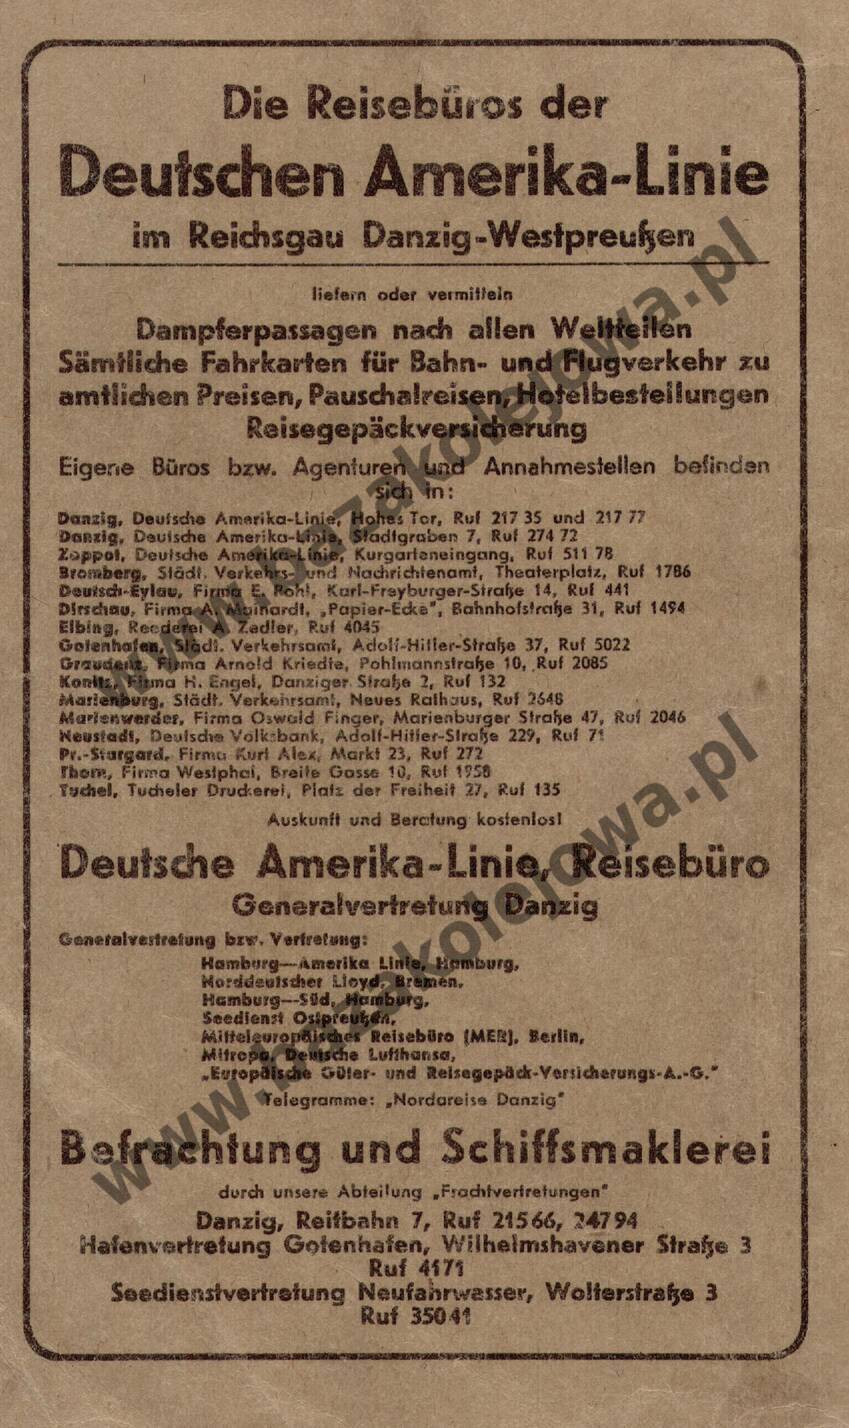 Die Reisebüros der
Deutschen Amerika-Linie
im Reichsgau Danzig-Westpreußen
liefern oder vermitteln
Dampferpassagen nach allen Weltteilen
Sämtliche Fahrkarten für Bahn- und Flugverkehr zu
amtlichen Preisen, Pauschalreisen, Hotelbestellungen
Reisegepäckversicherung
Eigene Büros bzw. Agenturen und Annahmestellen befinden
sich in:
Danzig, Deutsche Amerika-Linie, Hohes Tor, Ruf 217 35 und 217 77
Danzig, Deutsche Amerika-Linie, Stadtgraben 7, Ruf 274 72
Zoppot, Deutsche Amerika-Linie, Kurgarteneingang, Ruf 511 78
Bromberg, Städt. Verkehrs- und Nachrichtenamt, Theaterplatz, Ruf 1786
Deutsch-Eylau, Firma E. Pohl, Karl-Freyburger-Straße 14, Ruf 441
Dirschau, Firma A. Meinardt, „Papier-Ecke", Bahnhofstraße 31, Ruf 1494
Elbing, Reederei A. Zedler, Ruf 4045
Gotenhafen, Städt. Verkehrsamt, Adolf-Hitler-Straße 37, Ruf 5022
Graudenz, Firma Arnold Kriedte, Pohlmannstraße 10, Ruf 2085
Konitz, Firma H. Engel, Danziger Straße 2, Ruf 132
Marienburg, Städt. Verkehrsamt, Neues Rathaus, Ruf 2648
Marienwerder, Firma Oswald Finger, Marienburger Straße 47, Ruf 2046
Neustadt, Deutsche Volksbank, Adolf-Hitler-Straße 229, Ruf 71
Pr.-Stargard, Firma Kurt Alex, Markt 23, Ruf 272
Thorn, Firma Westphal, Breite Gasse 10, Ruf 1958
Tuchel, Tucheler Druckerei, Platz der Freiheit 27, Ruf 135
Auskunft und Beratung kostenlos!
Deutsche Amerika-Linie, Reisebüro
Generalvertretung Danzig
Generalvertretung bzw. Vertretung:
Hamburg—Amerika Linie, Hamburg,
Norddeutscher Lloyd, Bremen,
Hamburg—Süd, Hamburg,
Seedienst Ostpreußen,
Mitteleuropäisches Reisebüro (MER), Berlin,
Mitropa, Deutsche Lufthansa,
„Europäische Güter- und Reisegepäck-Versicherungs-A.-G."
Telegramme: „Nordareise Danzig"
Befrachtung und Schiffsmaklerei
durch unsere Abteilung „Frachtvertretungen"
Danzig, Reitbahn 7, Ruf 21566, 24794
Hafenvertretung Gotenhafen, Wilhelmshavener Straße 3
Ruf 4171
Seedienstvertretung Neufahrwasser, Wolterstraße 3
Ruf 35041
www.bazakolejowa.pl
www.bazakolejowa.pl